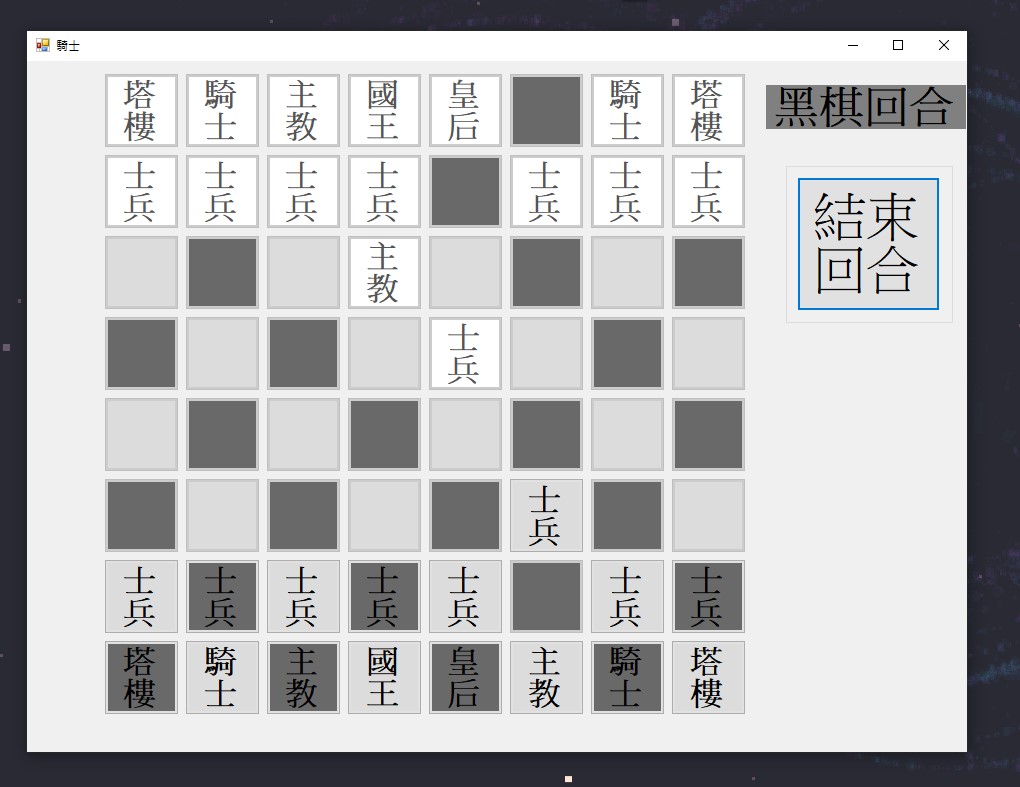 騎士
塔樓 騎士 主教 國王 皇后 騎士 塔樓
黑棋回合
士兵 士兵 士兵 士兵 士兵 士兵 士兵
結束
回合
主教
士兵
士兵
士兵 士兵 士兵 士兵 士兵 士兵 士兵
塔樓 騎士 主教 國王 皇后 主教 騎士 塔樓